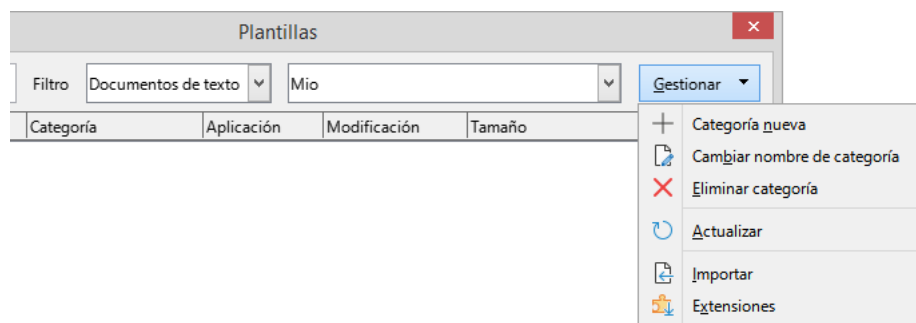 Plantillas
Filtro Documentos de texto Mio Gestionar
Categoría Aplicación Modificación Tamaño
Categoría nueva
Cambiar nombre de categoría
Eliminar categoría
Actualizar
Importar
Extensiones